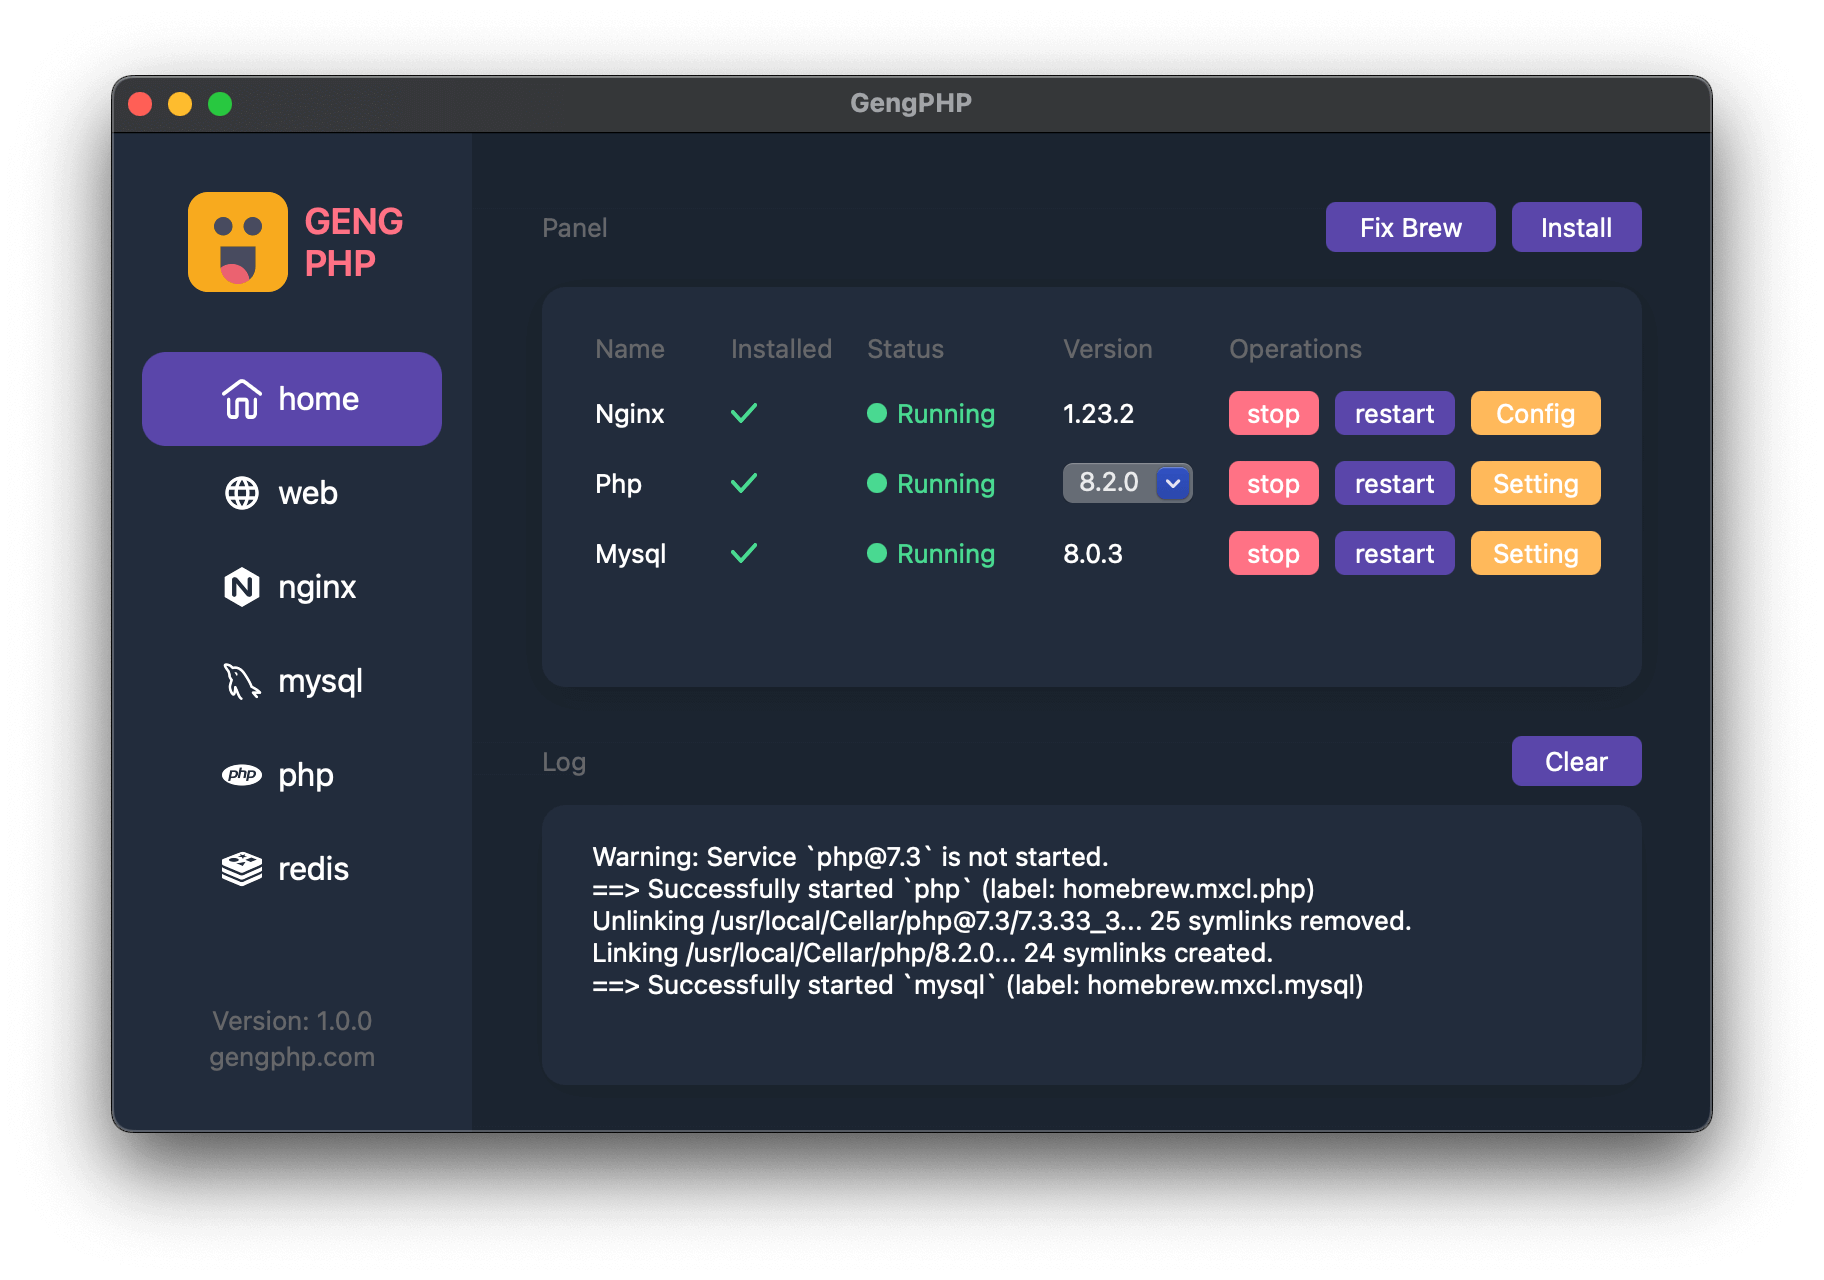 GengPHP
GENG
PHP
home
web
nginx
mysql
php
php
redis
Version: 1.0.0
gengphp.com
Panel
Fix Brew
Install
Name Installed Status Version Operations
Nginx Running 1.23.2 stop restart Config
Php Running 8.2.0 stop restart Setting
Mysql Running 8.0.3 stop restart Setting
Log
Clear
Warning: Service `php@7.3` is not started.
==> Successfully started `php` (label: homebrew.mxcl.php)
Unlinking /usr/local/Cellar/php@7.3/7.3.33_3... 25 symlinks removed.
Linking /usr/local/Cellar/php/8.2.0... 24 symlinks created.
==> Successfully started `mysql` (label: homebrew.mxcl.mysql)